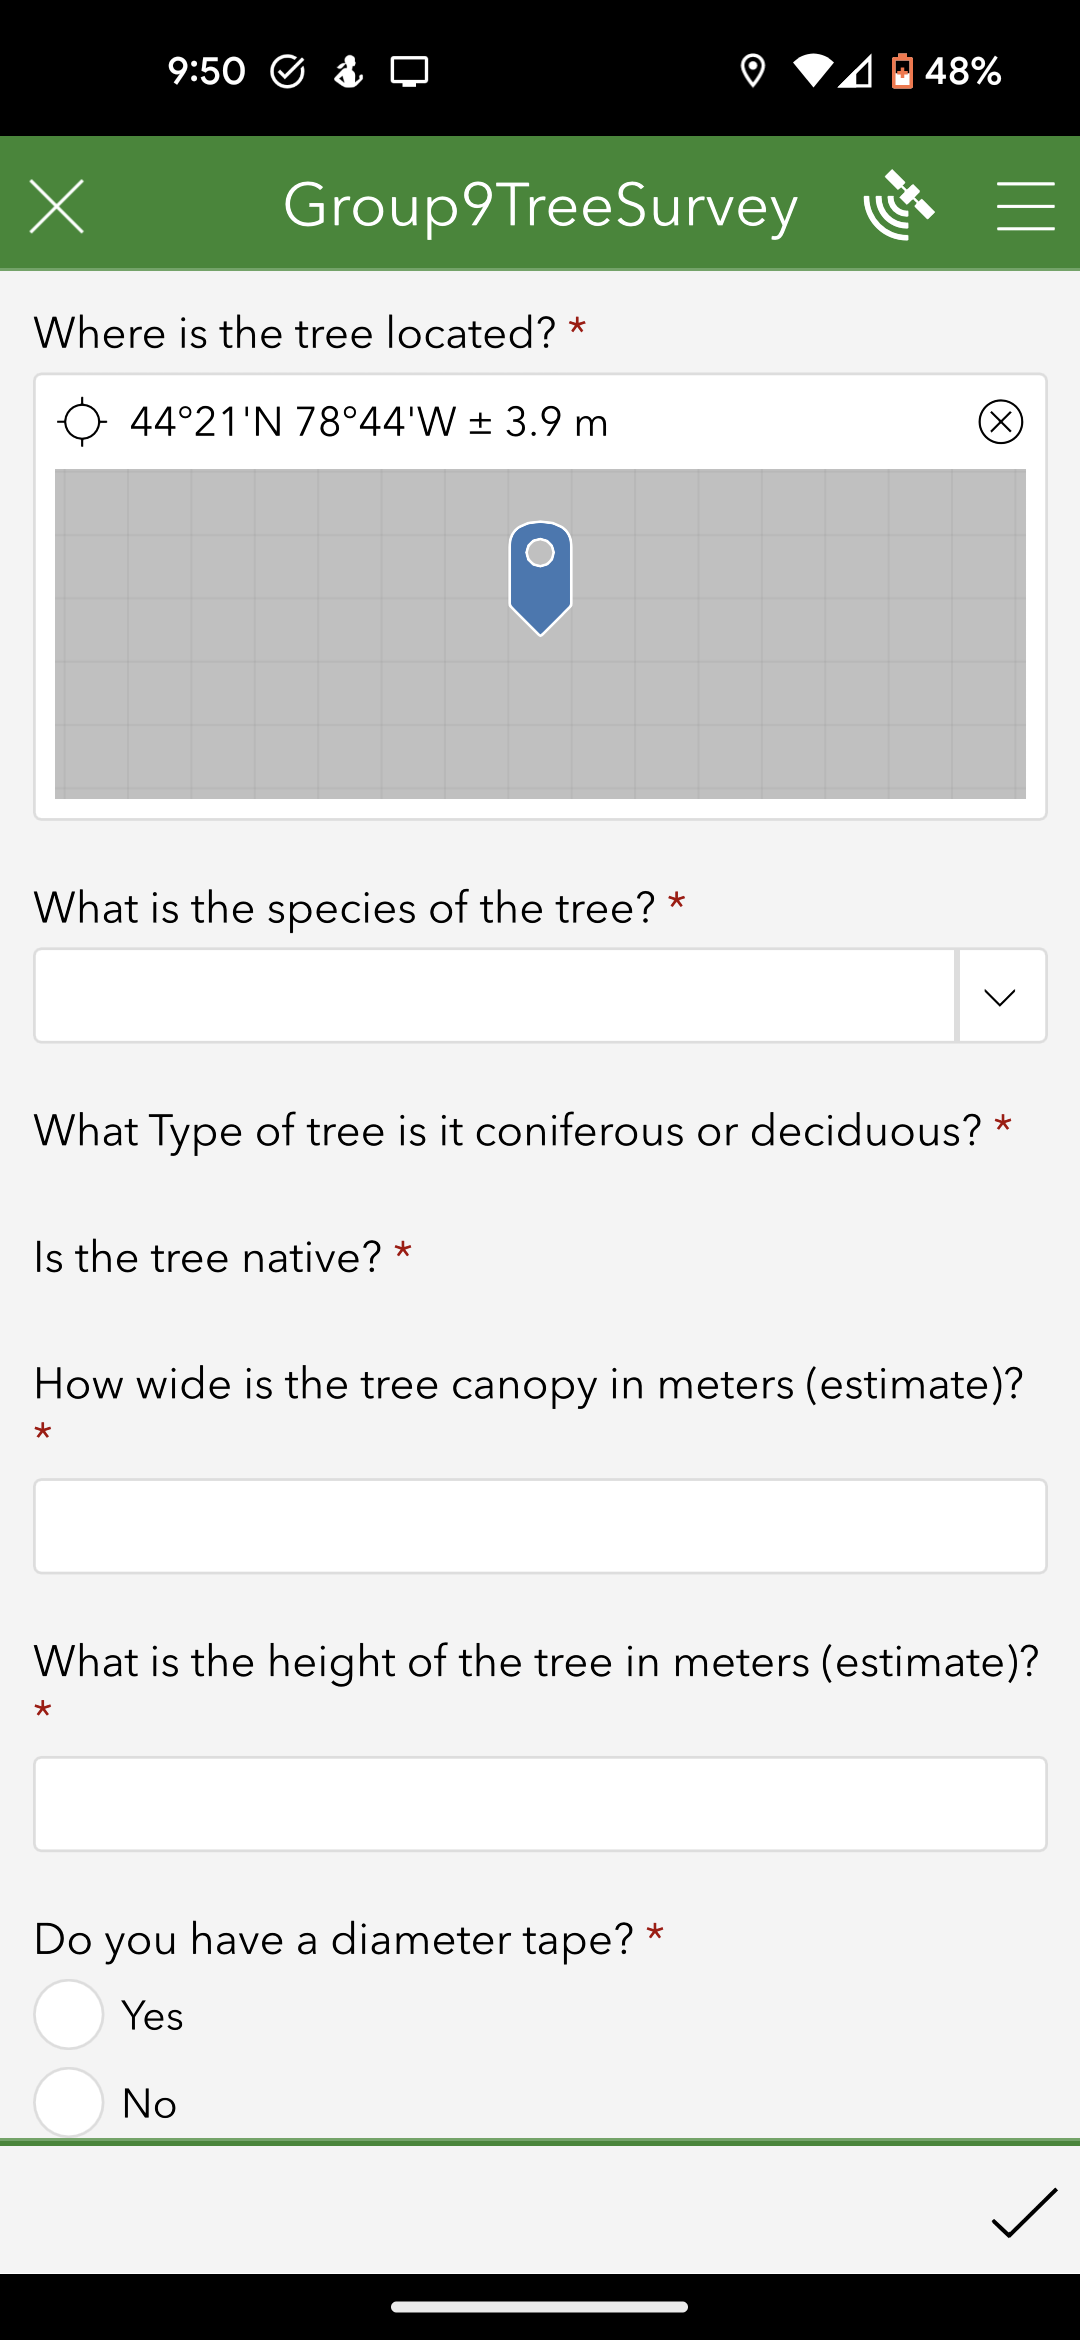 9:50
48%
Group9TreeSurvey
Where is the tree located? *
44°21'N 78°44'W ± 3.9 m
What is the species of the tree? *
What Type of tree is it coniferous or deciduous? *
Is the tree native? *
How wide is the tree canopy in meters (estimate)?
*
What is the height of the tree in meters (estimate)?
*
Do you have a diameter tape? *
Yes
No